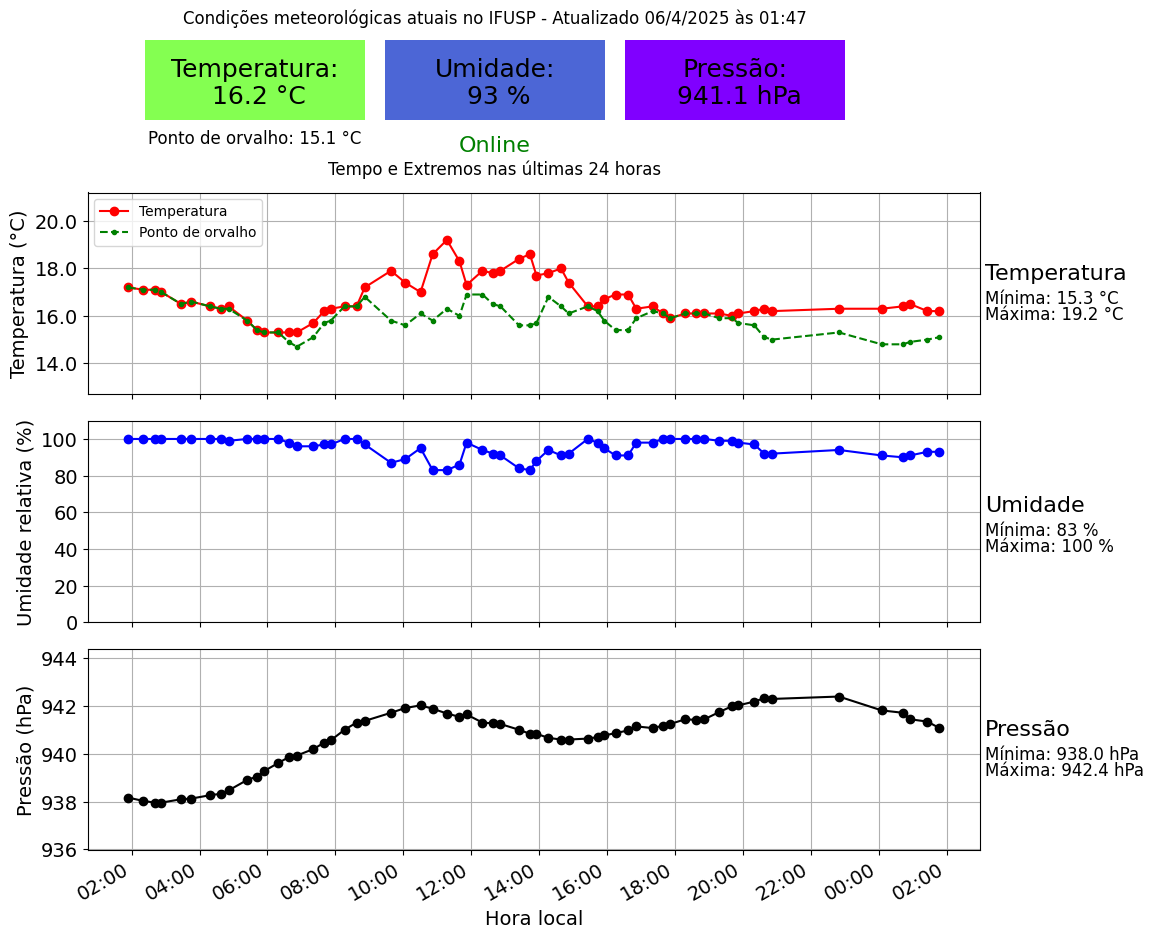 Condições meteorológicas atuais no IFUSP - Atualizado 06/4/2025 às 01:47
Temperatura:
16.2 °C
Umidade:
93 %
Pressão:
941.1 hPa
Ponto de orvalho: 15.1 °C
Online
Tempo e Extremos nas últimas 24 horas
Temperatura (°C)
20.0
18.0
16.0
14.0
Temperatura
Ponto de orvalho
Temperatura
Mínima: 15.3 °C
Máxima: 19.2 °C
Umidade relativa (%)
100
80
60
40
20
0
Umidade
Mínima: 83 %
Máxima: 100 %
Pressão (hPa)
944
942
940
938
936
Pressão
Mínima: 938.0 hPa
Máxima: 942.4 hPa
02:00 04:00 06:00 08:00 10:00 12:00 14:00 16:00 18:00 20:00 22:00 00:00 02:00
Hora local